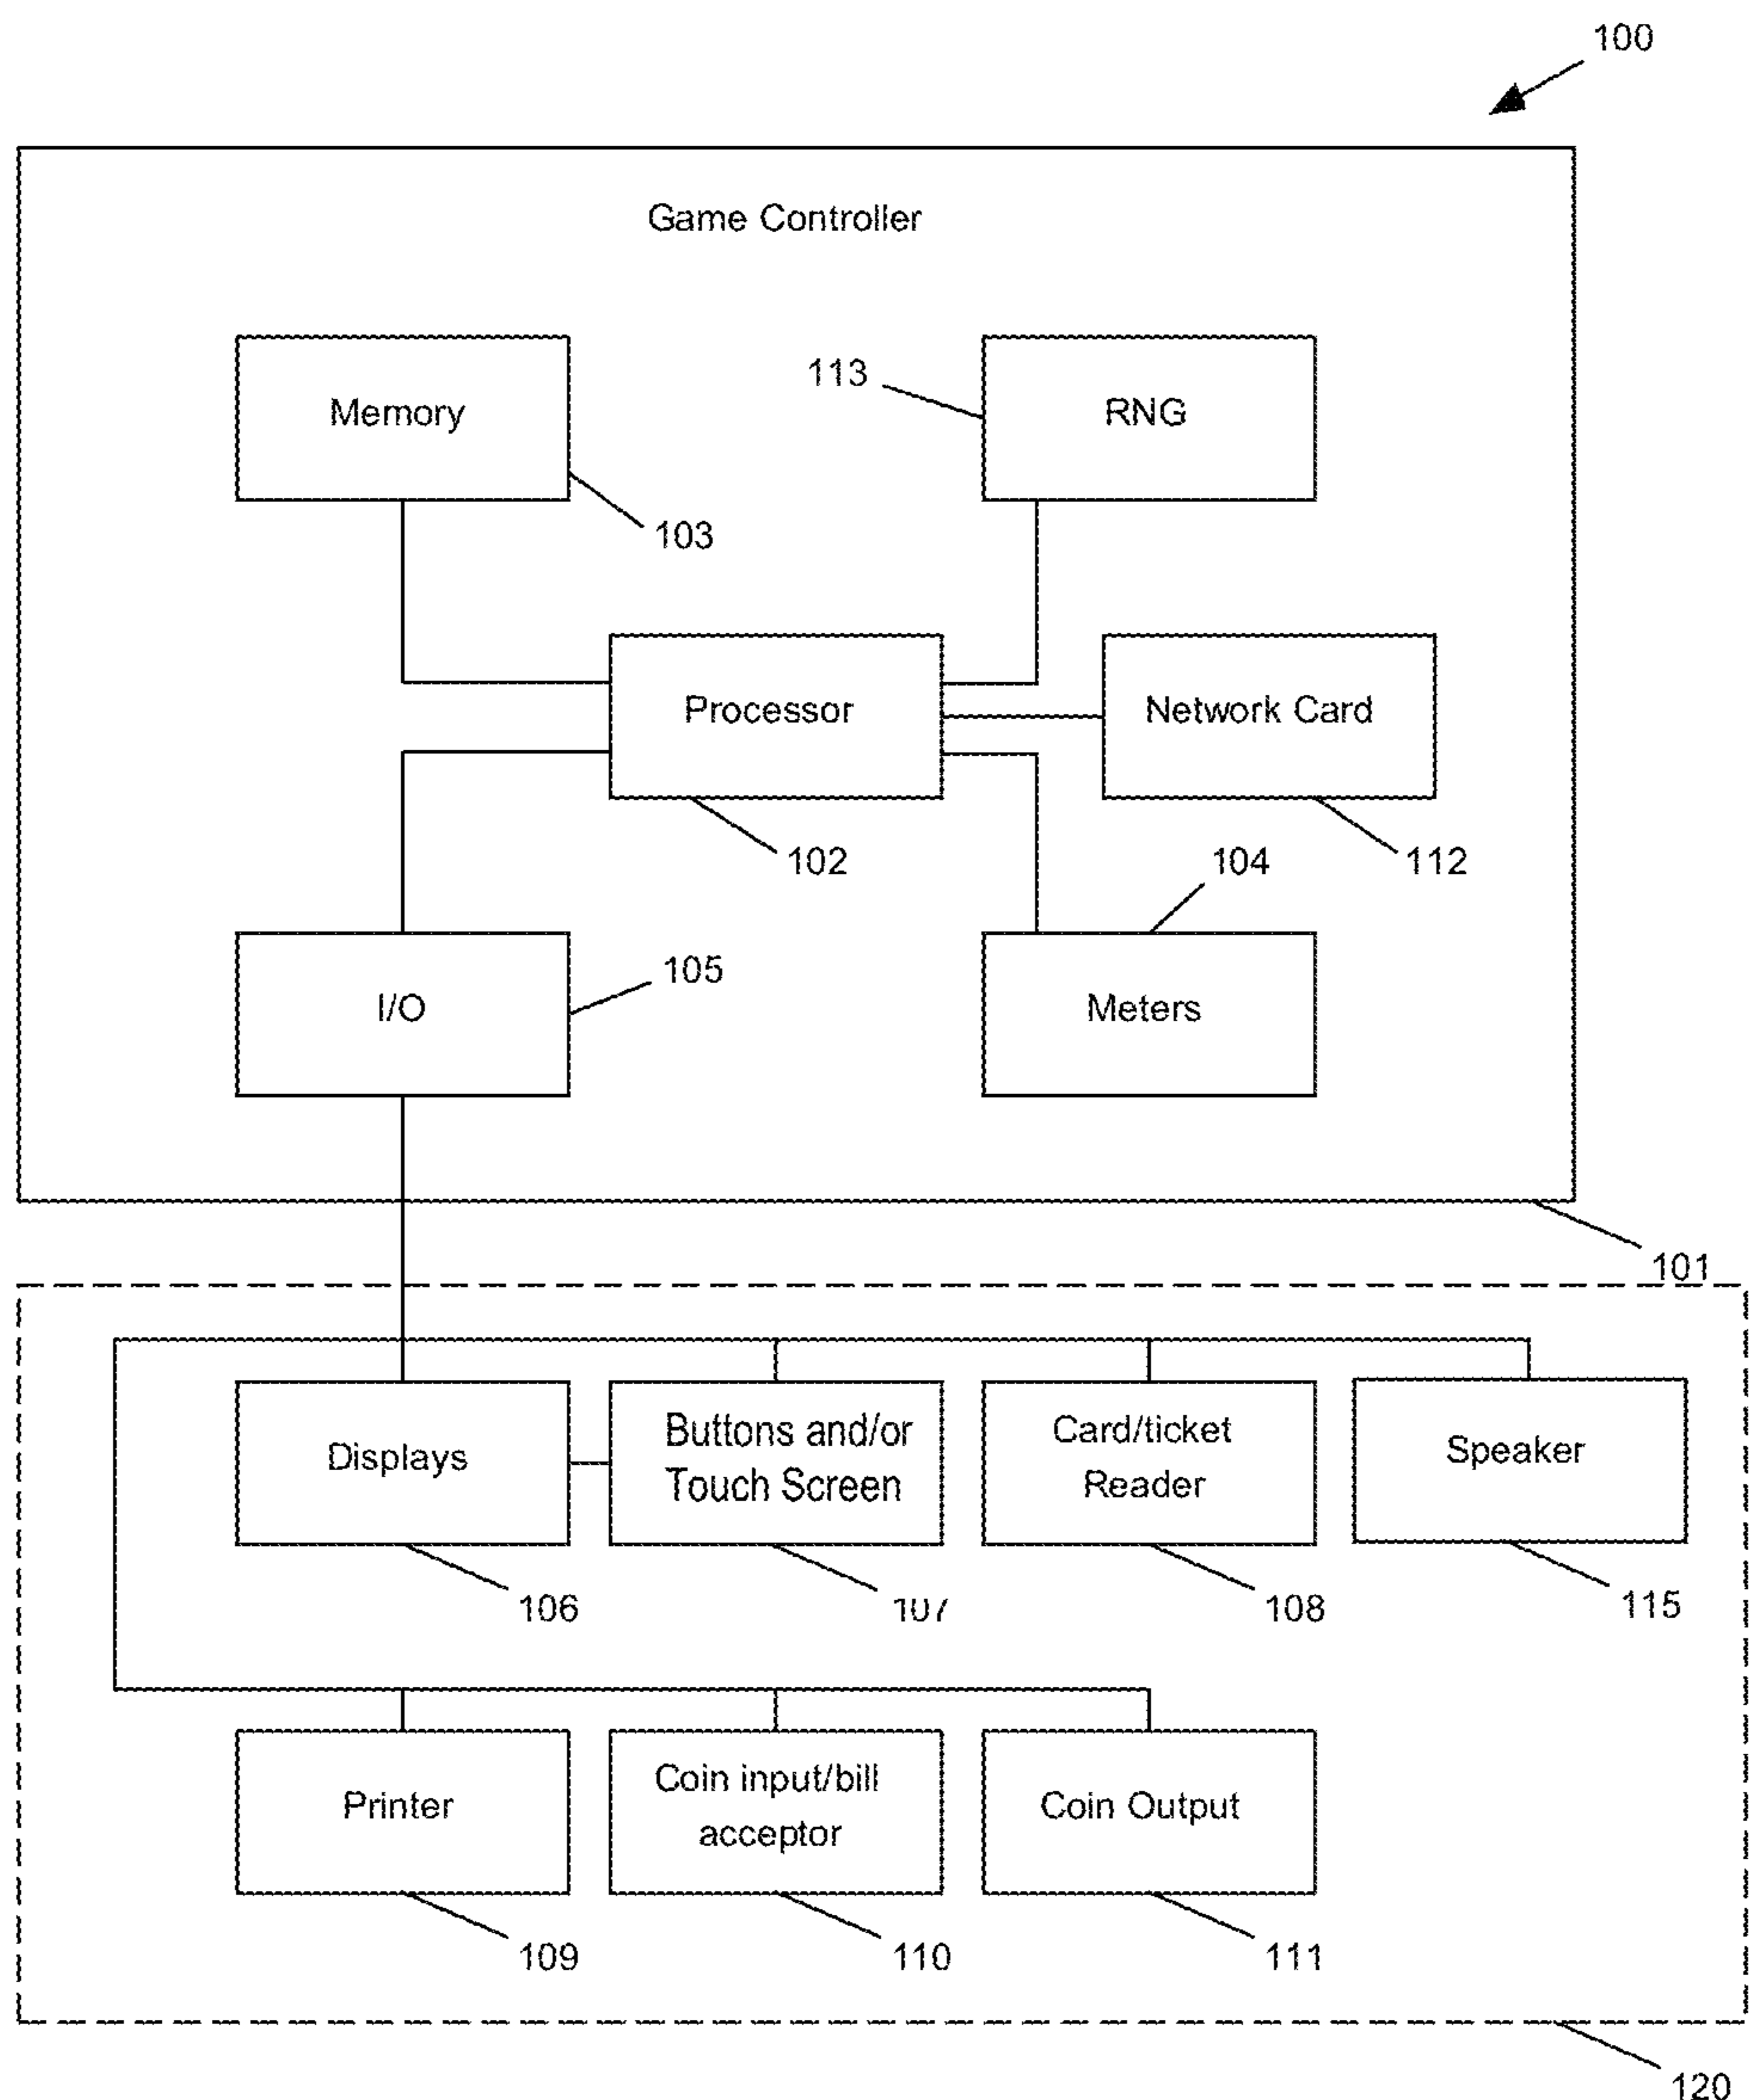 100
Game Controller
Memory
113
RNG
103
Processor
Network Card
102
104
112
105
I/O
Meters
101
Displays
Buttons and/or
Touch Screen
Card/ticket
Reader
Speaker
106
107
108
115
Printer
Coin input/bill
acceptor
Coin Output
109
110
111
120